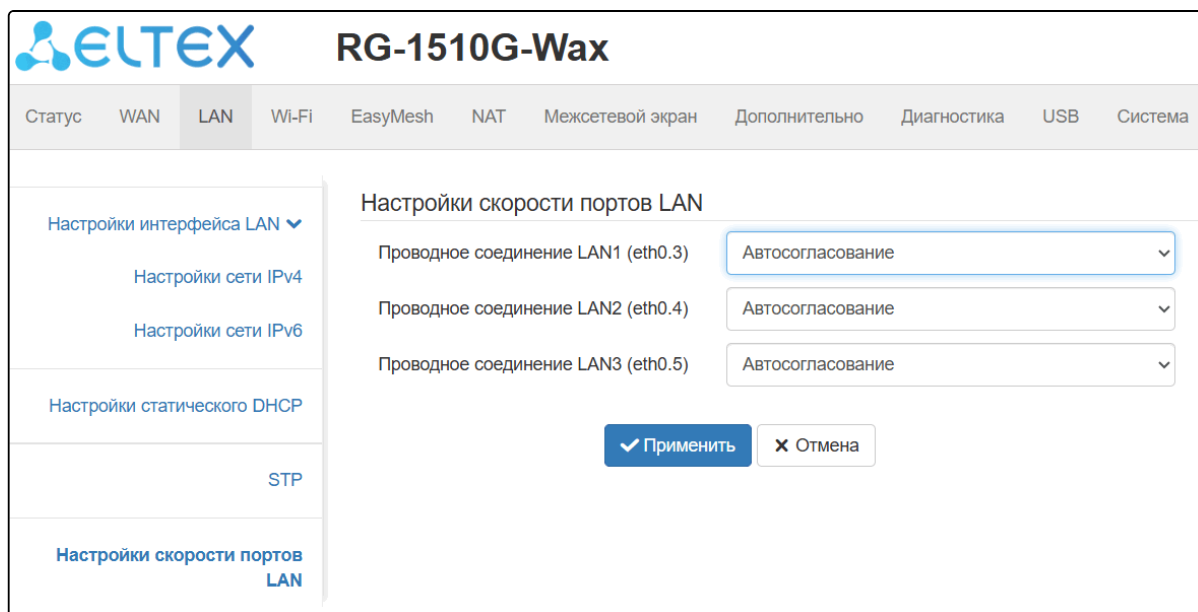 ELTEX RG-1510G-Wax
Статус WAN LAN Wi-Fi EasyMesh NAT Межсетевой экран Дополнительно Диагностика USB Система
Настройки интерфейса LAN
Настройки сети IPv4
Настройки сети IPv6
Настройки статического DHCP
STP
Настройки скорости портов
LAN
Настройки скорости портов LAN
Проводное соединение LAN1 (eth0.3) Автосогласование
Проводное соединение LAN2 (eth0.4) Автосогласование
Проводное соединение LAN3 (eth0.5) Автосогласование
Применить Отмена